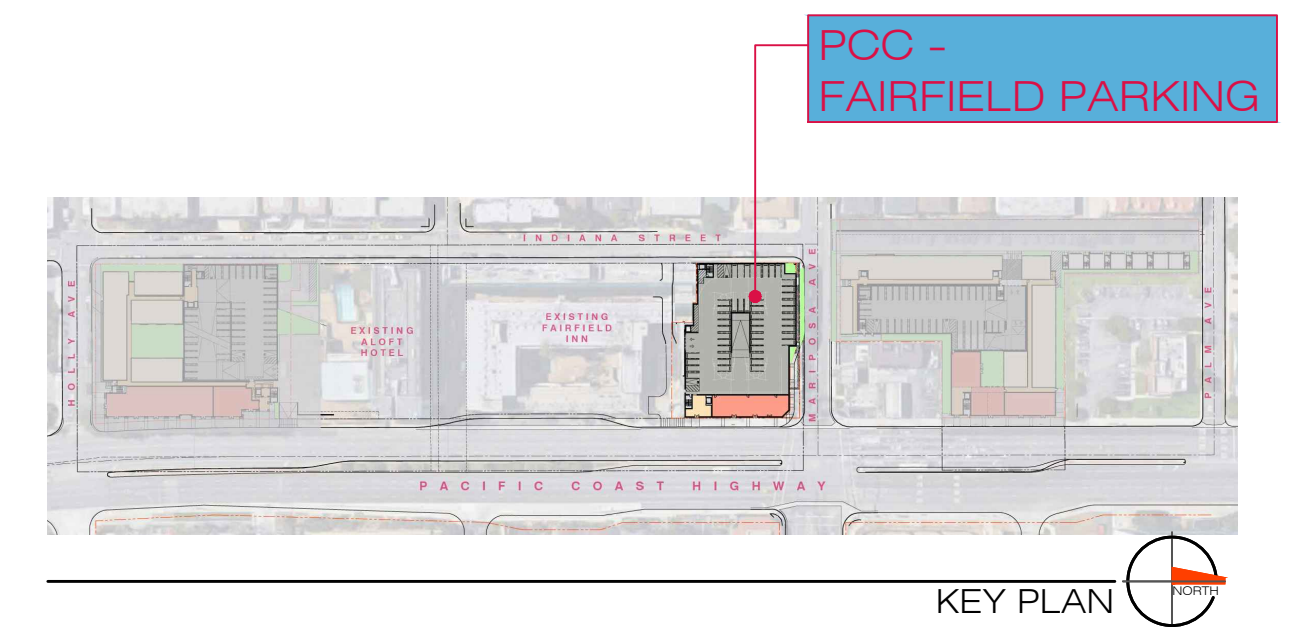 PCC -
FAIRFIELD PARKING
INDIANA STREET
HOLLY AVE
EXISTING
ALOFT
HOTEL
EXISTING
FAIRFIELD
INN
MARIPOSA AVE
PALM AVE
PACIFIC COAST HIGHWAY
KEY PLAN
NORTH